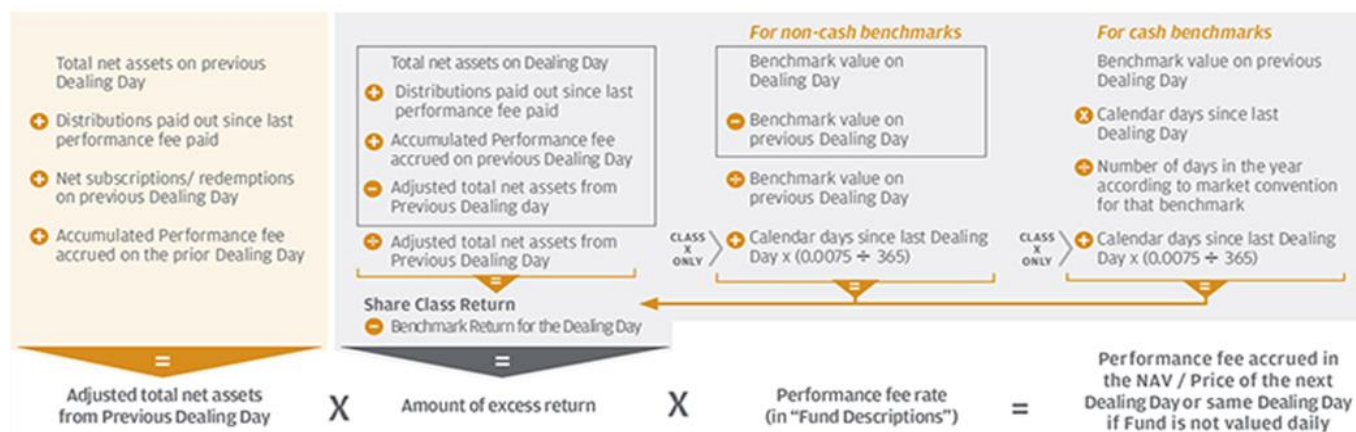 Total net assets on previous
Dealing Day
+ Distributions paid out since last
performance fee paid
+ Net subscriptions/ redemptions
on previous Dealing Day
+ Accumulated Performance fee
accrued on the prior Dealing Day
=
Adjusted total net assets
from Previous Dealing Day
X
Total net assets on Dealing Day
+ Distributions paid out since last
performance fee paid
+ Accumulated Performance fee
accrued on previous Dealing Day
− Adjusted total net assets from
Previous Dealing day
÷ Adjusted total net assets from
Previous Dealing Day
=
Share Class Return
− Benchmark Return for the Dealing Day
=
Amount of excess return
X
For non-cash benchmarks
Benchmark value on
Dealing Day
− Benchmark value on
previous Dealing Day
÷ Benchmark value on
previous Dealing Day
CLASS
X
ONLY
+ Calendar days since last Dealing
Day x (0.0075 ÷ 365)
=
For cash benchmarks
Benchmark value on previous
Dealing Day
x Calendar days since last
Dealing Day
÷ Number of days in the year
according to market convention
for that benchmark
CLASS
X
ONLY
+ Calendar days since last Dealing
Day x (0.0075 ÷ 365)
=
Performance fee rate
(in “Fund Descriptions”)
=
Performance fee accrued in
the NAV / Price of the next
Dealing Day or same Dealing Day
if Fund is not valued daily